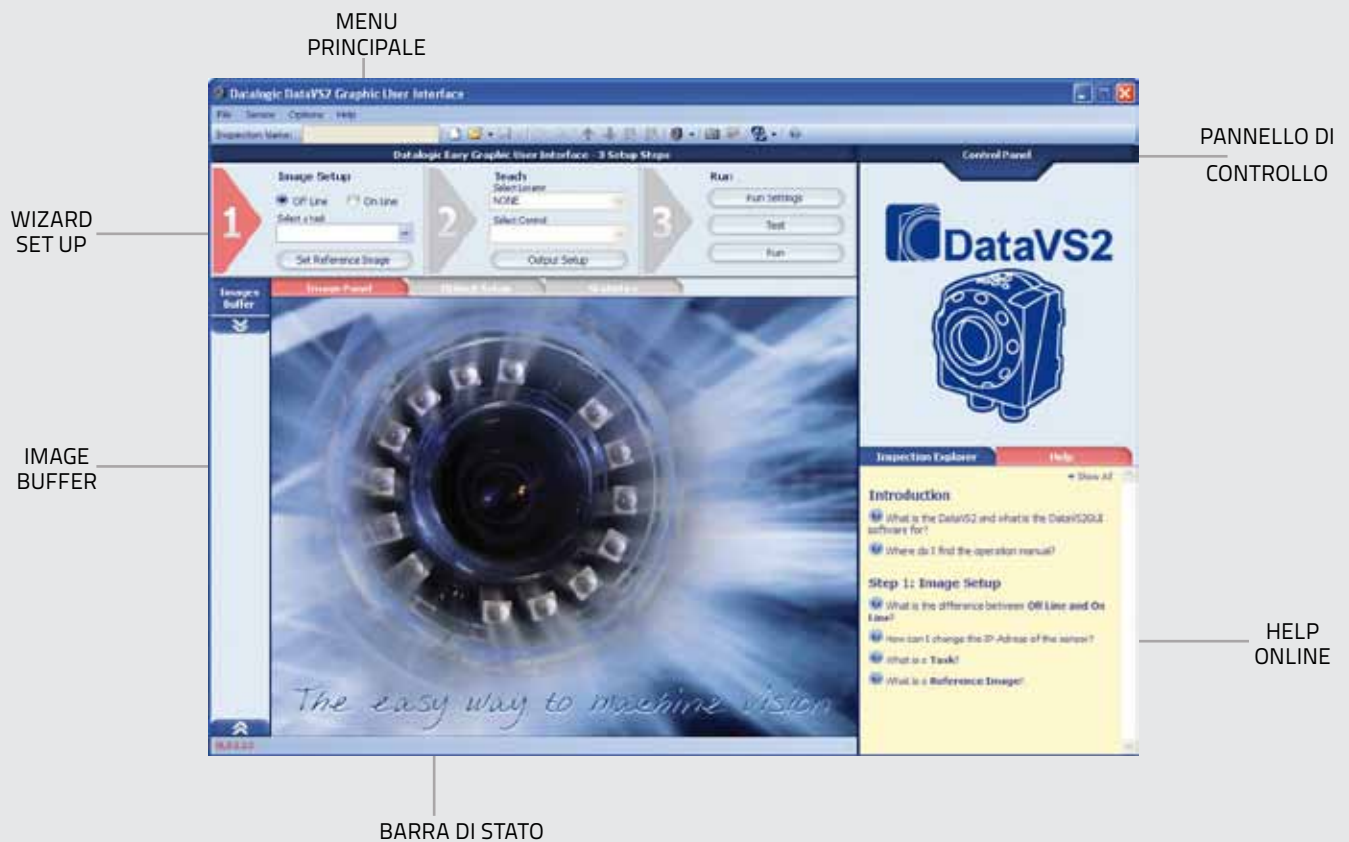 MENU
PRINCIPALE
Datalogic DataVS2 Graphic User Interface
File Sensor Options Help
Inspection Name:
Datalogic Easy Graphic User Interface - 3 Setup Steps
Control Panel
PANNELLO DI
CONTROLLO
WIZARD
SET UP
1
Image Setup
Off Line On Line
Select a task
Set Reference Image
2
Teach
Select Locator
NONE
Select Control
Output Setup
3
Run
Run Settings
Test
Run
DataVS2
Images
Buffer
Image Panel
Output Setup
Statistics
IMAGE
BUFFER
The easy way to machine vision
Inspection Explorer
Help
Show All
Introduction
What is the DataVS2 and what is the DataVS2GUI
software for?
Where do I find the operation manual?
Step 1: Image Setup
What is the difference between Off Line and On
Line?
How can I change the IP-Adress of the sensor?
What is a Task?
What is a Reference Image?
HELP
ONLINE
BARRA DI STATO